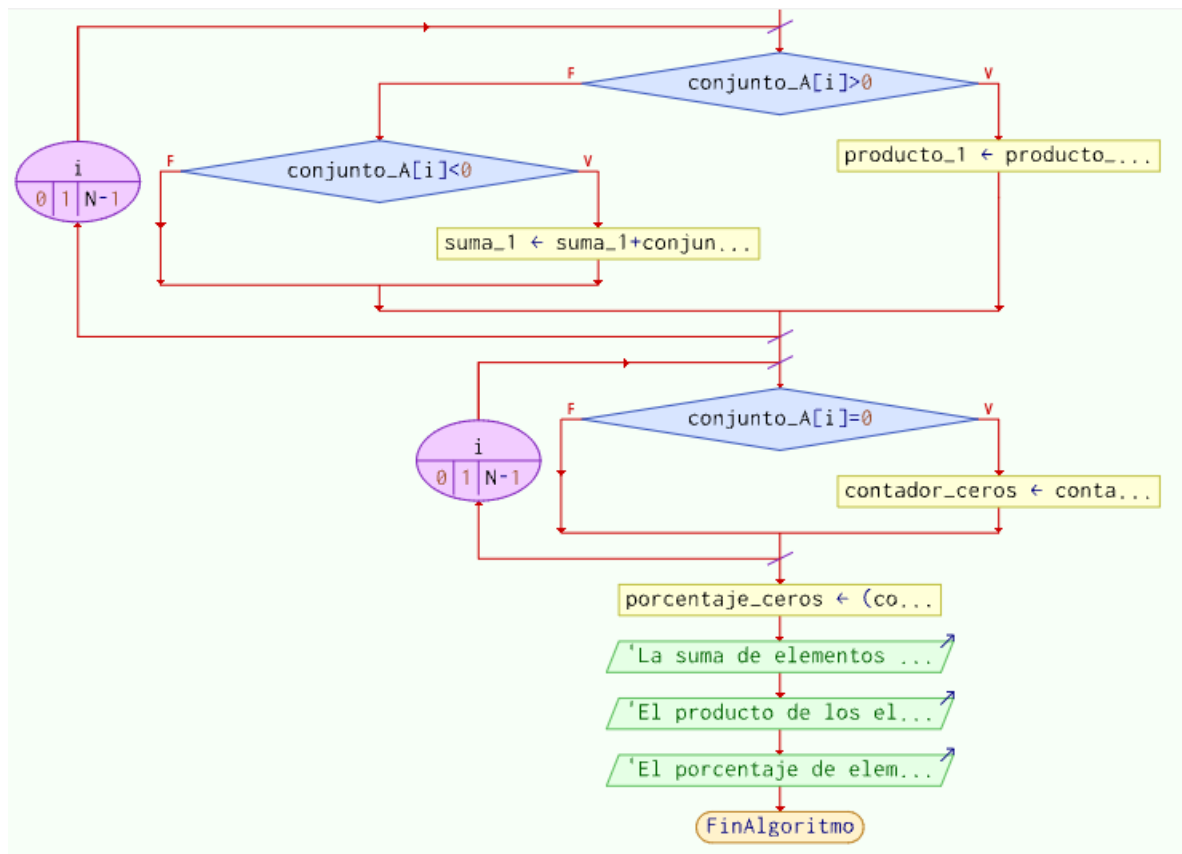 conjunto_A[i]>0
F
V
producto_1 ← producto_...
i
0 1 N-1
conjunto_A[i]<0
F
V
suma_1 ← suma_1+conjun...
conjunto_A[i]=0
F
V
i
0 1 N-1
contador_ceros ← conta...
porcentaje_ceros ← (co...
'La suma de elementos ...
'El producto de los el...
'El porcentaje de elem...
FinAlgoritmo